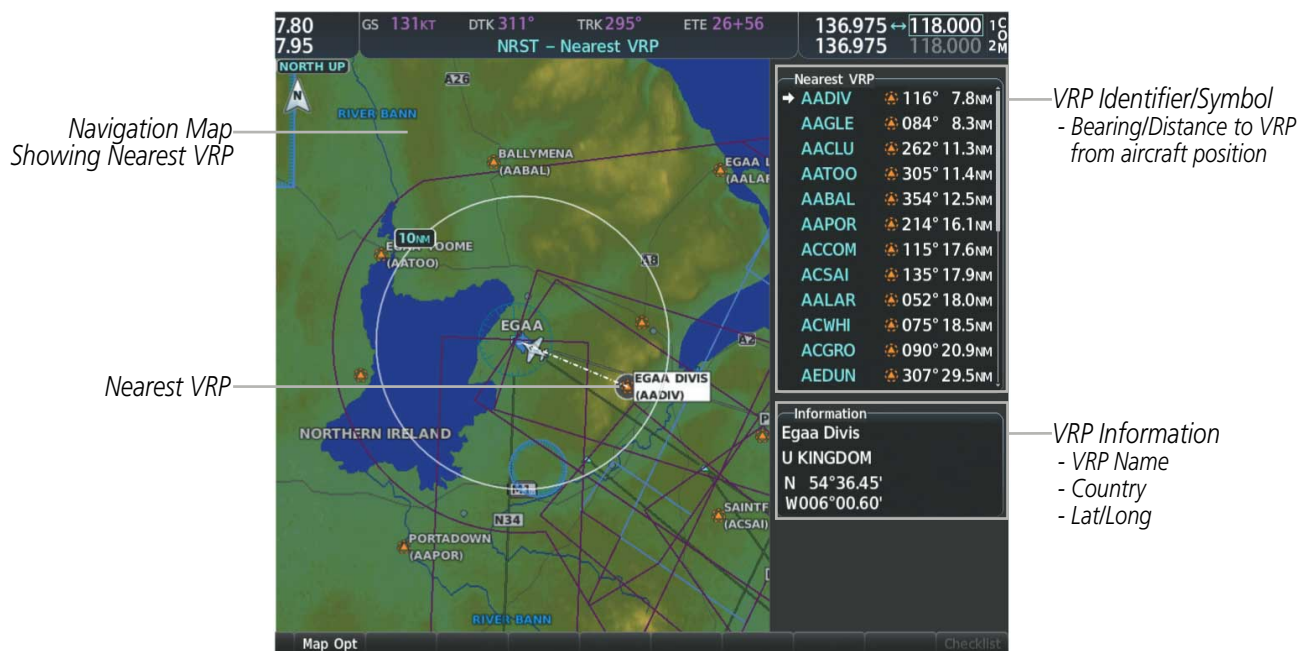 7.80
7.95
GS 131KT DTK 311° TRK 295° ETE 26+56
NRST – Nearest VRP
136.975 ↔ 118.000 1
136.975 118.000 2
COM
NORTH UP
N
A26
RIVER BANN
BALLYMENA
(AABAL)
EGAA L
(AALAR
10NM
TOOME
(AATOO)
A8
EGAA
A2
EGAA DIVIS
(AADIV)
NORTHERN IRELAND
N34
SAINTF
(ACSAI)
PORTADOWN
(AAPOR)
RIVER BANN
Nearest VRP
AADIV 116° 7.8NM
AAGLE 084° 8.3NM
AACLU 262° 11.3NM
AATOO 305° 11.4NM
AABAL 354° 12.5NM
AAPOR 214° 16.1NM
ACCOM 115° 17.6NM
ACSAI 135° 17.9NM
AALAR 052° 18.0NM
ACWHI 075° 18.5NM
ACGRO 090° 20.9NM
AEDUN 307° 29.5NM
Information
Egaa Divis
U KINGDOM
N 54°36.45'
W006°00.60'
Map Opt
Checklist
Navigation Map
Showing Nearest VRP
Nearest VRP
VRP Identifier/Symbol
- Bearing/Distance to VRP
from aircraft position
VRP Information
- VRP Name
- Country
- Lat/Long